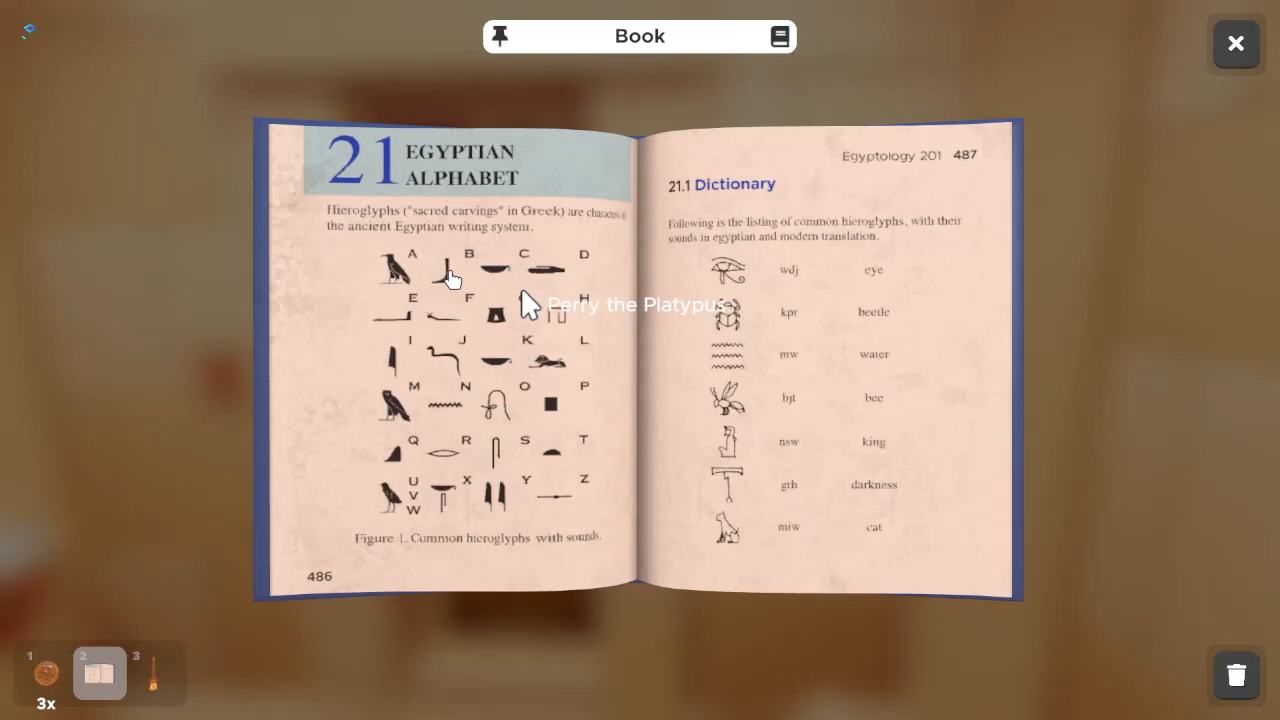 Book
21 EGYPTIAN
ALPHABET
Hieroglyphs ("sacred carvings" in Greek) are characters of
the ancient Egyptian writing system.
A B C D
E F H
I J K L
M N O P
Q R S T
U
V X Y Z
W
Figure 1. Common hieroglyphs with sounds.
486
Egyptology 201 487
21.1 Dictionary
Following is the listing of common hieroglyphs, with their
sounds in egyptian and modern translation.
wdj eye
kpr beetle
mw water
bjt bee
nsw king
grh darkness
miw cat
Perry the Platypus
1 2 3
3x